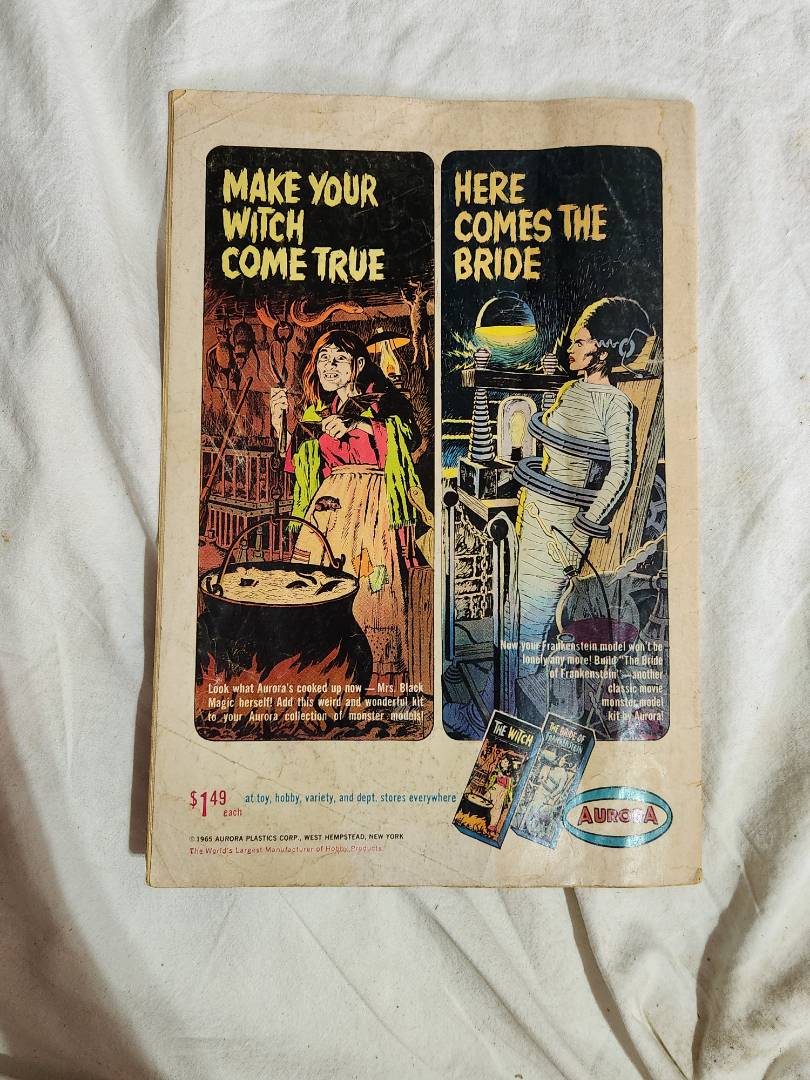 MAKE YOUR
WITCH
COME TRUE
Look what Aurora's cooked up now — Mrs. Black
Magic herself! Add this weird and wonderful kit
to your Aurora collection of monster models!
HERE
COMES THE
BRIDE
Now your Frankenstein model won't be
lonely any more! Build "The Bride
of Frankenstein" — another
classic movie
monster model
kit by Aurora!
THE WITCH
THE BRIDE OF
FRANKENSTEIN
$1.49 each
at toy, hobby, variety, and dept. stores everywhere
AURORA
© 1965 AURORA PLASTICS CORP., WEST HEMPSTEAD, NEW YORK
The World's Largest Manufacturer of Hobby Products.